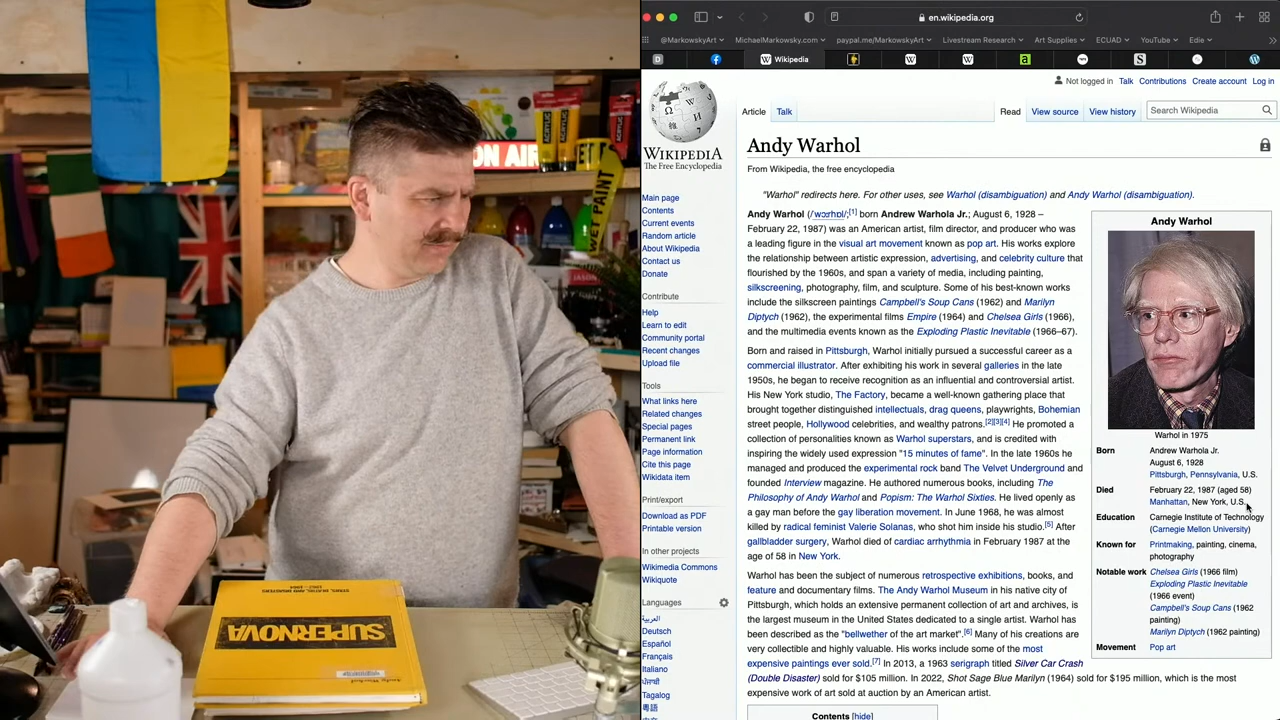 ON AIR
WET PAINT
ACRYLIC
SUPERNOVA
en.wikipedia.org
@MarkowskyArt
MichaelMarkowsky.com
paypal.me/MarkowskyArt
Livestream Research
Art Supplies
ECUAD
YouTube
Edie
Wikipedia
Not logged in Talk Contributions Create account Log in
Article Talk
Read View source View history
Search Wikipedia
WIKIPEDIA
The Free Encyclopedia
Main page
Contents
Current events
Random article
About Wikipedia
Contact us
Donate
Contribute
Help
Learn to edit
Community portal
Recent changes
Upload file
Tools
What links here
Related changes
Special pages
Permanent link
Page information
Cite this page
Wikidata item
Print/export
Download as PDF
Printable version
In other projects
Wikimedia Commons
Wikiquote
Languages
العربية
Deutsch
Español
Français
Italiano
ਪੰਜਾਬੀ
Tagalog
粵語
中文
Andy Warhol
From Wikipedia, the free encyclopedia
"Warhol" redirects here. For other uses, see Warhol (disambiguation) and Andy Warhol (disambiguation).
Andy Warhol (/ˈwɔːrhɒl/;[1] born Andrew Warhola Jr.; August 6, 1928 –
February 22, 1987) was an American artist, film director, and producer who was
a leading figure in the visual art movement known as pop art. His works explore
the relationship between artistic expression, advertising, and celebrity culture that
flourished by the 1960s, and span a variety of media, including painting,
silkscreening, photography, film, and sculpture. Some of his best-known works
include the silkscreen paintings Campbell's Soup Cans (1962) and Marilyn
Diptych (1962), the experimental films Empire (1964) and Chelsea Girls (1966),
and the multimedia events known as the Exploding Plastic Inevitable (1966–67).
Born and raised in Pittsburgh, Warhol initially pursued a successful career as a
commercial illustrator. After exhibiting his work in several galleries in the late
1950s, he began to receive recognition as an influential and controversial artist.
His New York studio, The Factory, became a well-known gathering place that
brought together distinguished intellectuals, drag queens, playwrights, Bohemian
street people, Hollywood celebrities, and wealthy patrons.[2][3][4] He promoted a
collection of personalities known as Warhol superstars, and is credited with
inspiring the widely used expression "15 minutes of fame". In the late 1960s he
managed and produced the experimental rock band The Velvet Underground and
founded Interview magazine. He authored numerous books, including The
Philosophy of Andy Warhol and Popism: The Warhol Sixties. He lived openly as
a gay man before the gay liberation movement. In June 1968, he was almost
killed by radical feminist Valerie Solanas, who shot him inside his studio.[5] After
gallbladder surgery, Warhol died of cardiac arrhythmia in February 1987 at the
age of 58 in New York.
Warhol has been the subject of numerous retrospective exhibitions, books, and
feature and documentary films. The Andy Warhol Museum in his native city of
Pittsburgh, which holds an extensive permanent collection of art and archives, is
the largest museum in the United States dedicated to a single artist. Warhol has
been described as the "bellwether of the art market".[6] Many of his creations are
very collectible and highly valuable. His works include some of the most
expensive paintings ever sold.[7] In 2013, a 1963 serigraph titled Silver Car Crash
(Double Disaster) sold for $105 million. In 2022, Shot Sage Blue Marilyn (1964) sold for $195 million, which is the most
expensive work of art sold at auction by an American artist.
Contents [hide]
Andy Warhol
Warhol in 1975
Born Andrew Warhola Jr.
August 6, 1928
Pittsburgh, Pennsylvania, U.S.
Died February 22, 1987 (aged 58)
Manhattan, New York, U.S.
Education Carnegie Institute of Technology
(Carnegie Mellon University)
Known for Printmaking, painting, cinema,
photography
Notable work Chelsea Girls (1966 film)
Exploding Plastic Inevitable
(1966 event)
Campbell's Soup Cans (1962
painting)
Marilyn Diptych (1962 painting)
Movement Pop art